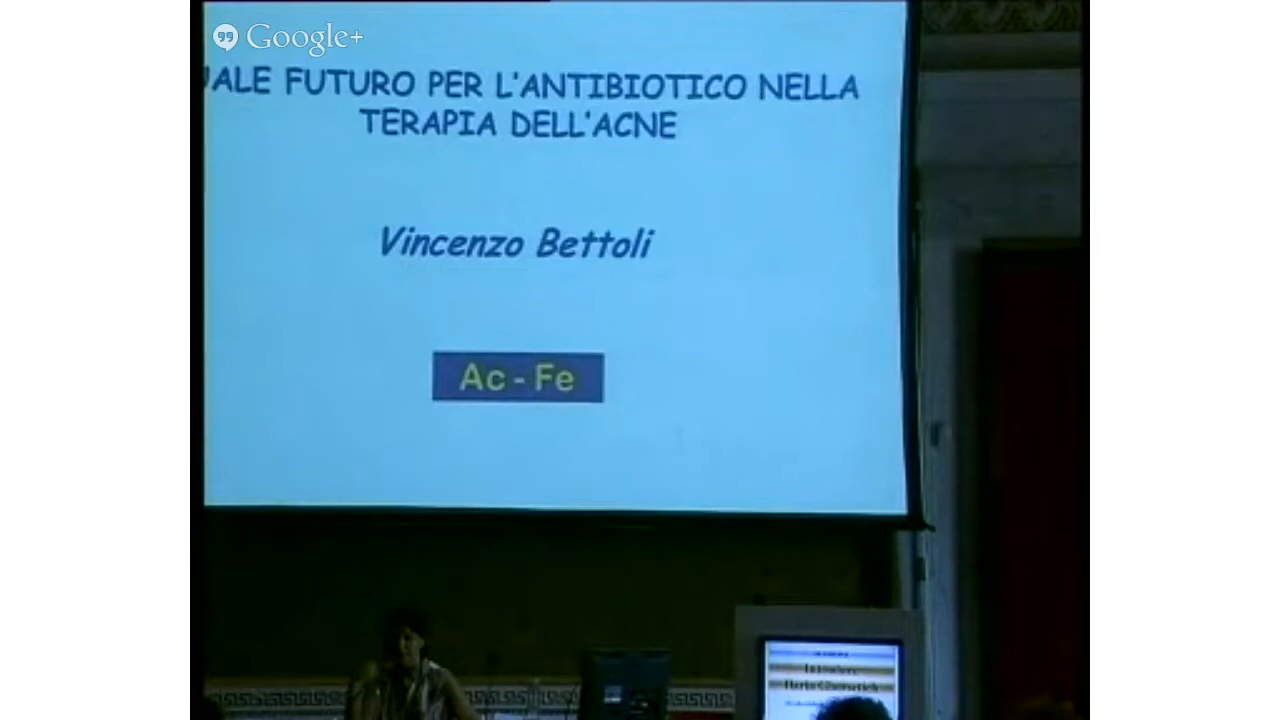 Google+
UALE FUTURO PER L'ANTIBIOTICO NELLA
TERAPIA DELL'ACNE
Vincenzo Bettoli
Ac - Fe